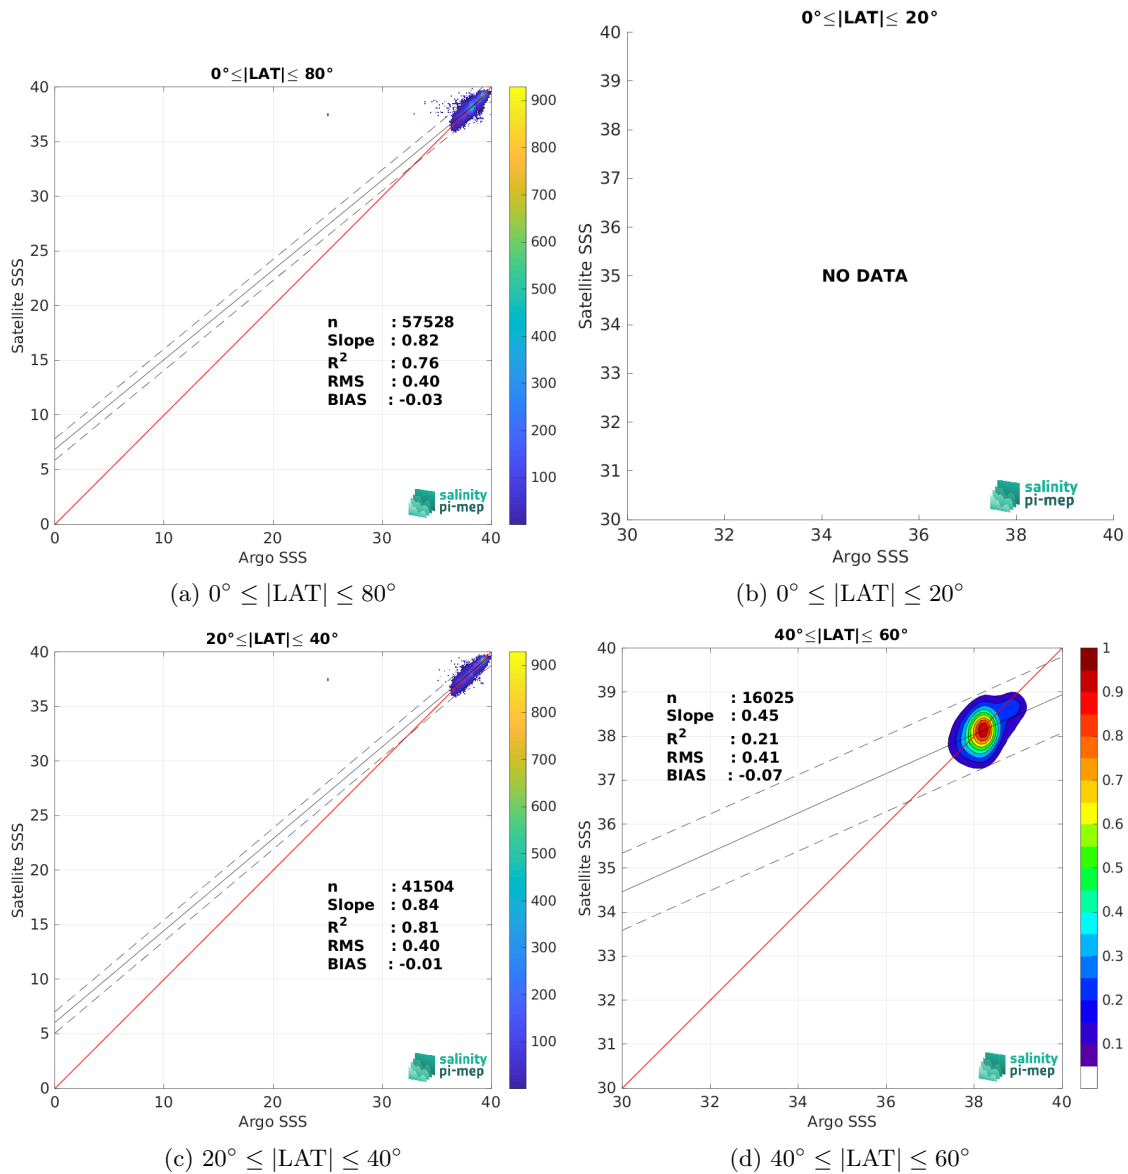 0°≤|LAT|≤ 80°
40
35
30
25
20
15
10
5
0
Satellite SSS
0
10
20
30
40
Argo SSS
900
800
700
600
500
400
300
200
100
n : 57528
Slope : 0.82
R2 : 0.76
RMS : 0.40
BIAS : -0.03
salinity
pi-mep
(a) 0° ≤ |LAT| ≤ 80°
0°≤|LAT|≤ 20°
40
39
38
37
36
35
34
33
32
31
30
Satellite SSS
NO DATA
30
32
34
36
38
40
Argo SSS
salinity
pi-mep
(b) 0° ≤ |LAT| ≤ 20°
20°≤|LAT|≤ 40°
40
35
30
25
20
15
10
5
0
Satellite SSS
0
10
20
30
40
Argo SSS
900
800
700
600
500
400
300
200
100
n : 41504
Slope : 0.84
R2 : 0.81
RMS : 0.40
BIAS : -0.01
salinity
pi-mep
(c) 20° ≤ |LAT| ≤ 40°
40°≤|LAT|≤ 60°
40
39
38
37
36
35
34
33
32
31
30
Satellite SSS
30
32
34
36
38
40
Argo SSS
1
0.9
0.8
0.7
0.6
0.5
0.4
0.3
0.2
0.1
n : 16025
Slope : 0.45
R2 : 0.21
RMS : 0.41
BIAS : -0.07
salinity
pi-mep
(d) 40° ≤ |LAT| ≤ 60°